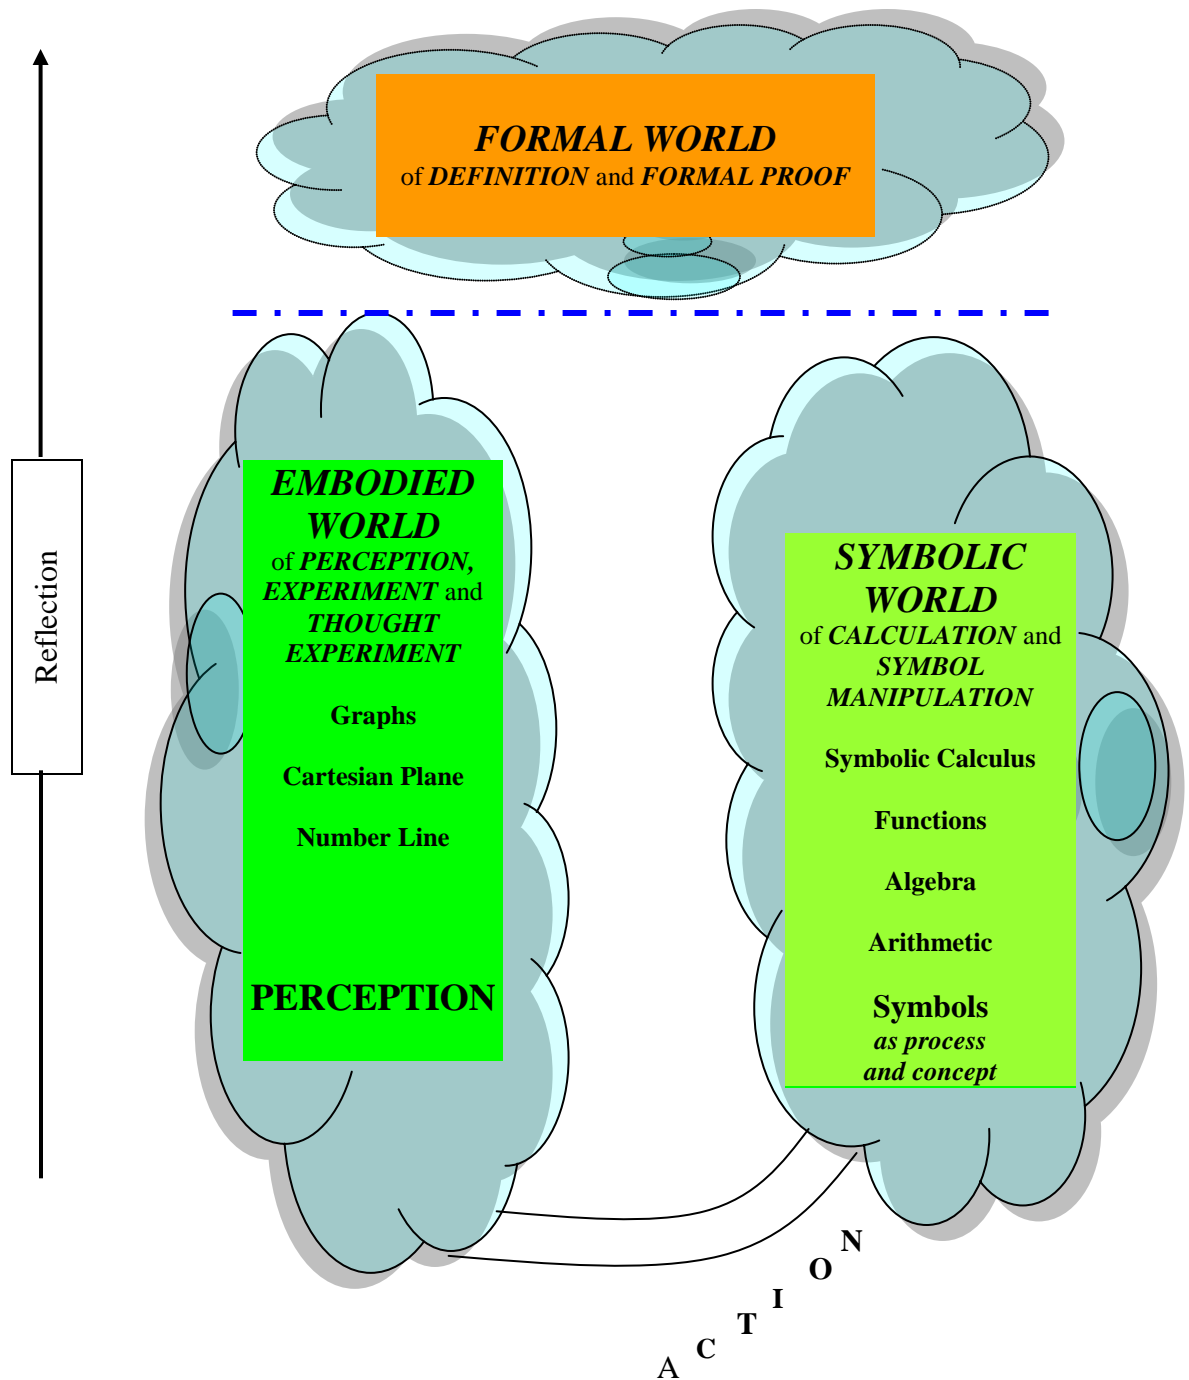 FORMAL WORLD
of DEFINITION and FORMAL PROOF
Reflection
EMBODIED
WORLD
of PERCEPTION,
EXPERIMENT and
THOUGHT
EXPERIMENT
Graphs
Cartesian Plane
Number Line
PERCEPTION
SYMBOLIC
WORLD
of CALCULATION and
SYMBOL
MANIPULATION
Symbolic Calculus
Functions
Algebra
Arithmetic
Symbols
as process
and concept
ACTION